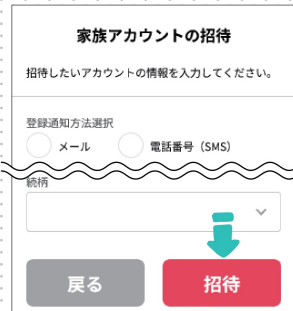 家族アカウントの招待
招待したいアカウントの情報を入力してください。
登録通知方法選択
メール 電話番号（SMS）
続柄
戻る 招待